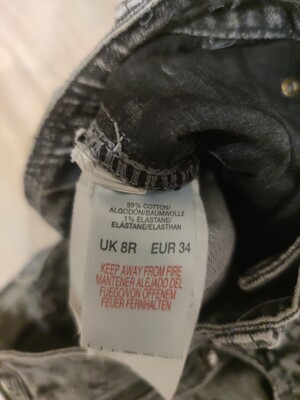 99% COTTON/
ALGODÓN/BAUMWOLLE
1% ELASTANE/
ELASTANE/ELASTHAN
UK 8R EUR 34
KEEP AWAY FROM FIRE
MANTENER ALEJADO DEL
FUEGO/VON OFFENEM
FEUER FERNHALTEN